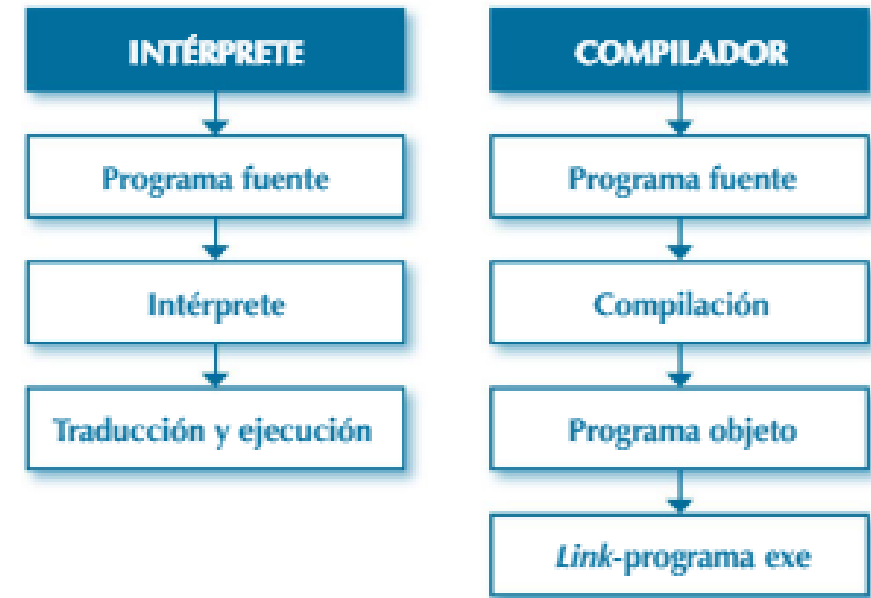 INTÉRPRETE
Programa fuente
Intérprete
Traducción y ejecución
COMPILADOR
Programa fuente
Compilación
Programa objeto
Link-programa exe